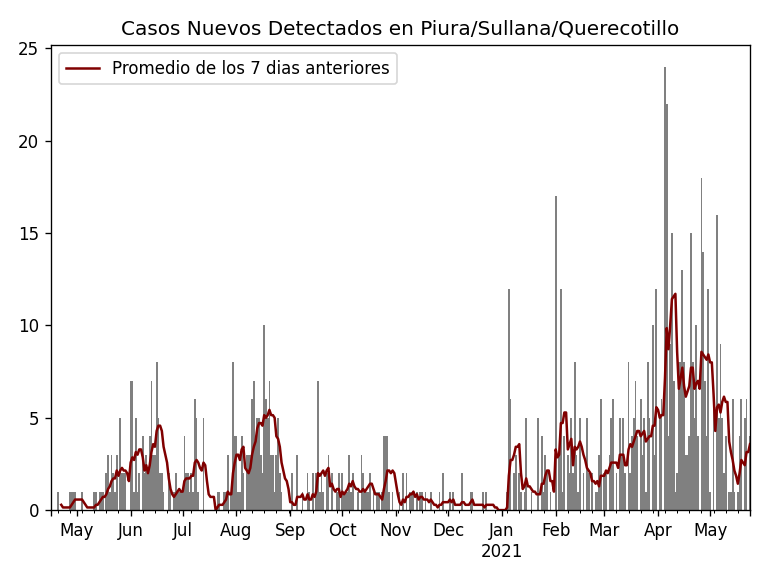 Casos Nuevos Detectados en Piura/Sullana/Querecotillo
Promedio de los 7 dias anteriores
25
20
15
10
5
0
May Jun Jul Aug Sep Oct Nov Dec Jan Feb Mar Apr May
2021